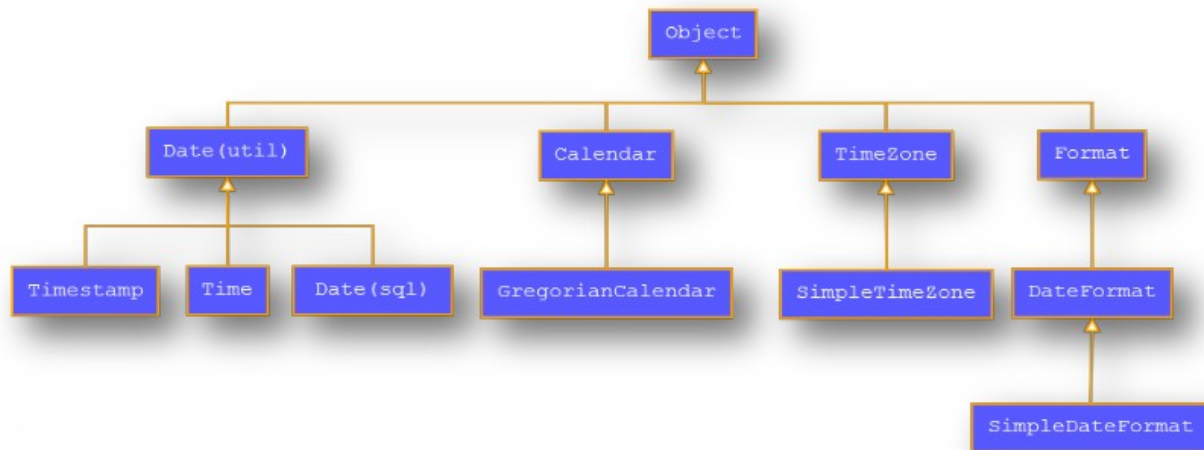 Object
Date(util)
Calendar
TimeZone
Format
Timestamp
Time
Date(sql)
GregorianCalendar
SimpleTimeZone
DateFormat
SimpleDateFormat